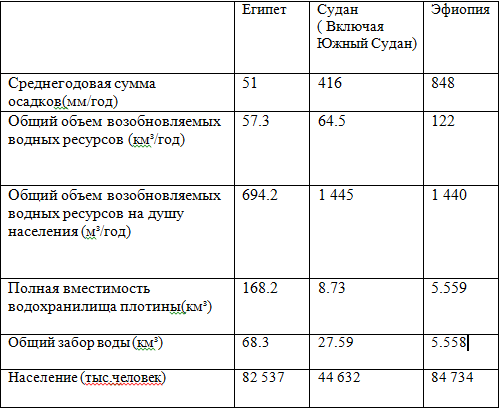 Египет Судан Эфиопия
( Включая
Южный Судан)
Среднегодовая сумма 51 416 848
осадков(мм/год)
Общий объем возобновляемых 57.3 64.5 122
водных ресурсов (км³/год)
Общий объем возобновляемых 694.2 1 445 1 440
водных ресурсов на душу
населения (м³/год)
Полная вместимость 168.2 8.73 5.559
водохранилища плотины(км³)
Общий забор воды (км³) 68.3 27.59 5.558
Население (тыс.человек) 82 537 44 632 84 734